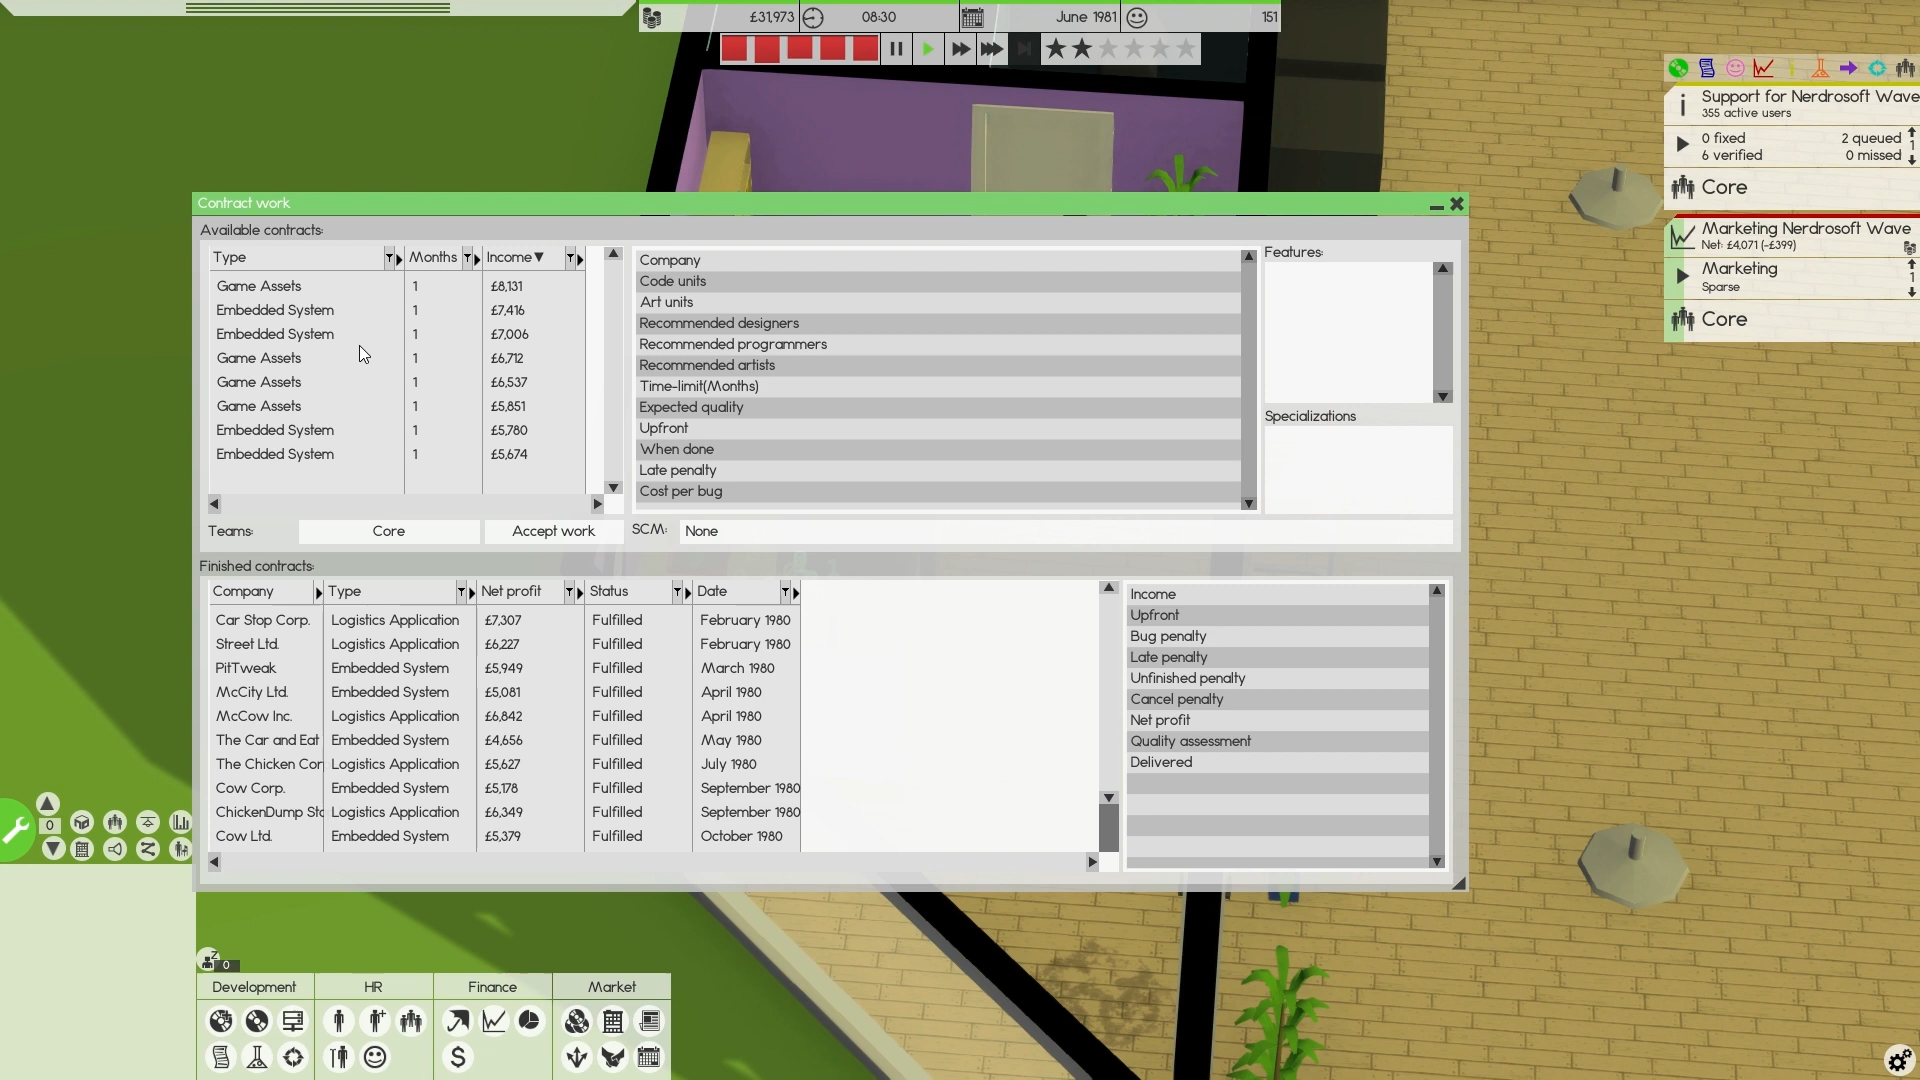 £31,973 08:30 June 1981 151
Support for Nerdrosoft Wave
355 active users
0 fixed 2 queued
6 verified 0 missed
1
Core
Marketing Nerdrosoft Wave
Net: £4,071 (-£399)
Marketing
Sparse
1
Core
Contract work
Available contracts:
Type Months Income▼
Game Assets 1 £8,131
Embedded System 1 £7,416
Embedded System 1 £7,006
Game Assets 1 £6,712
Game Assets 1 £6,537
Game Assets 1 £5,851
Embedded System 1 £5,780
Embedded System 1 £5,674
Company
Code units
Art units
Recommended designers
Recommended programmers
Recommended artists
Time-limit(Months)
Expected quality
Upfront
When done
Late penalty
Cost per bug
Features:
Specializations
Teams: Core Accept work SCM: None
Finished contracts:
Company Type Net profit Status Date
Car Stop Corp. Logistics Application £7,307 Fulfilled February 1980
Street Ltd. Logistics Application £6,227 Fulfilled February 1980
PitTweak Embedded System £5,949 Fulfilled March 1980
McCity Ltd. Embedded System £5,081 Fulfilled April 1980
McCow Inc. Logistics Application £6,842 Fulfilled April 1980
The Car and Eat Embedded System £4,656 Fulfilled May 1980
The Chicken Cor Logistics Application £5,627 Fulfilled July 1980
Cow Corp. Embedded System £5,178 Fulfilled September 1980
ChickenDump Sto Logistics Application £6,349 Fulfilled September 1980
Cow Ltd. Embedded System £5,379 Fulfilled October 1980
Income
Upfront
Bug penalty
Late penalty
Unfinished penalty
Cancel penalty
Net profit
Quality assessment
Delivered
0
z
0
Development HR Finance Market